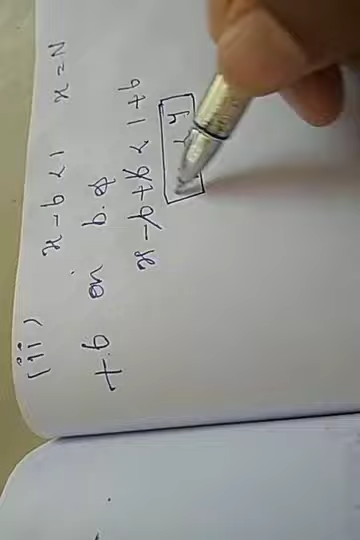 (ii) x - 6 < 1 x = N
+ 6 on b.s
x - 6 + 6 < 1 + 6